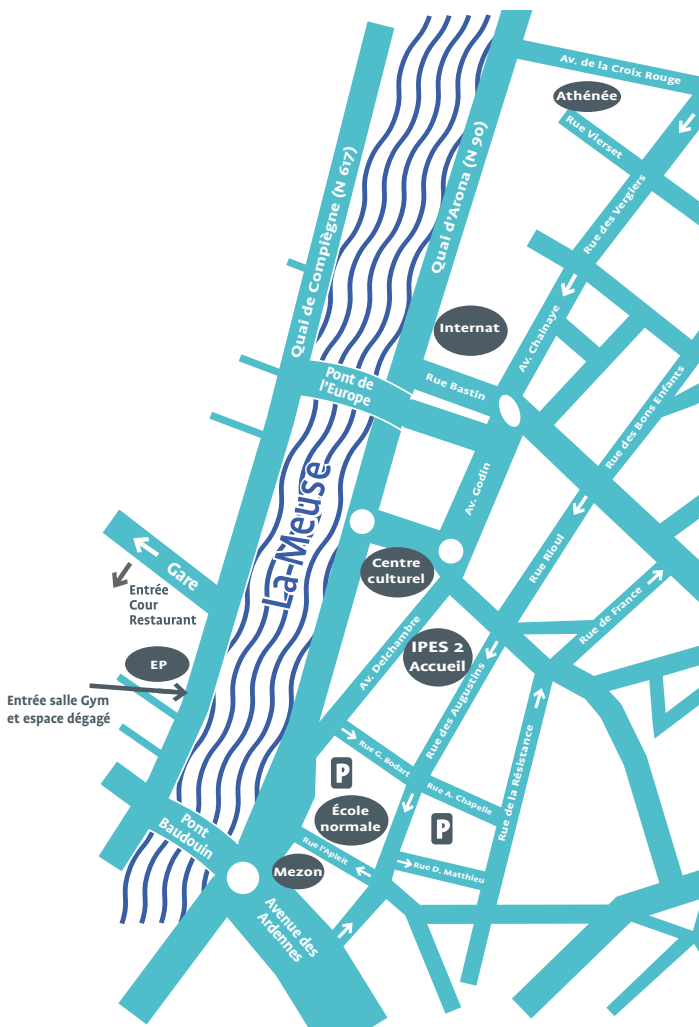 Av. de la Croix Rouge
Athénée
Rue Vierset
Quai d'Arona (N 90)
Quai de Compiègne (N 617)
Rue des Vergiers
Internat
Av. Chainaye
Pont de
l'Europe
Rue Bastin
Rue des Bons Enfants
La-Meuse
Av. Godin
Gare
Entrée
Cour
Restaurant
Centre
culturel
Rue Rioul
Rue de France
EP
IPES 2
Accueil
Av. Delchambre
Entrée salle Gym
et espace dégagé
Rue des Augustins
Rue G. Bodart
P
Rue A. Chapelle
Rue de la Résistance
École
normale
P
Pont
Baudouin
Rue l'Apleit
Mezon
Rue D. Matthieu
Avenue des
Ardennes